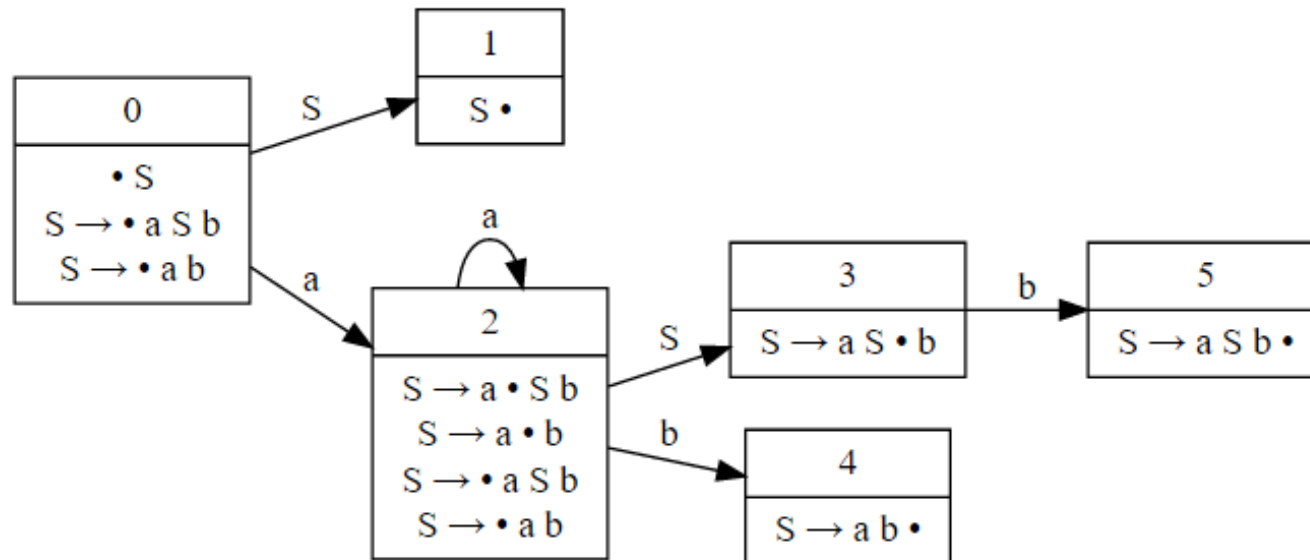 0
• S
S → • a S b
S → • a b
S
1
S •
a
a
2
S → a • S b
S → a • b
S → • a S b
S → • a b
S
3
S → a S • b
b
5
S → a S b •
b
4
S → a b •